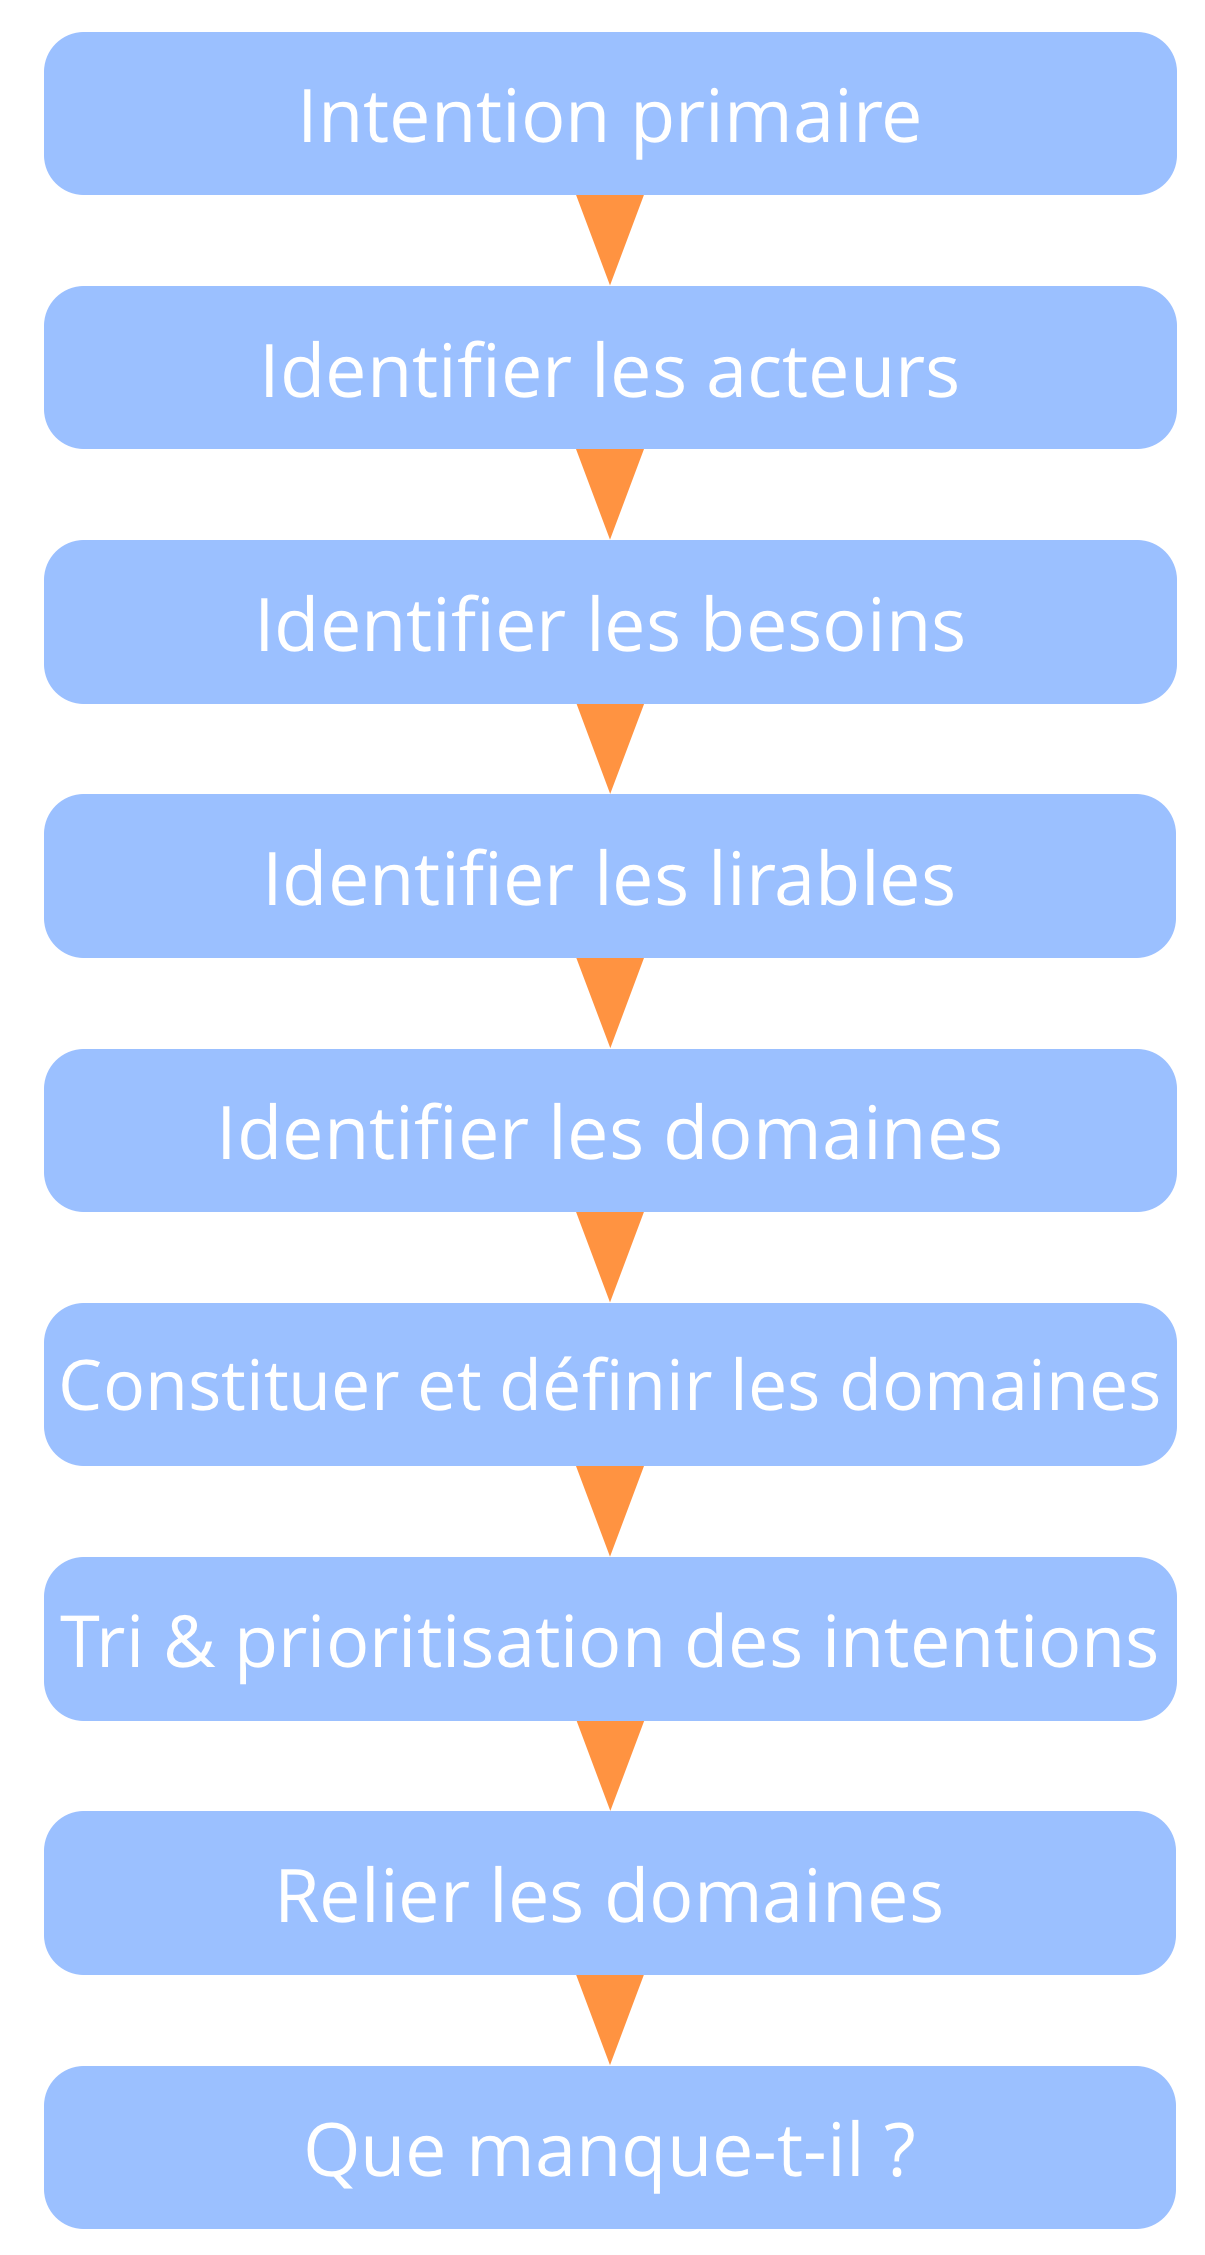 Intention primaire
Identifier les acteurs
Identifier les besoins
Identifier les lirables
Identifier les domaines
Constituer et définir les domaines
Tri & prioritisation des intentions
Relier les domaines
Que manque-t-il ?